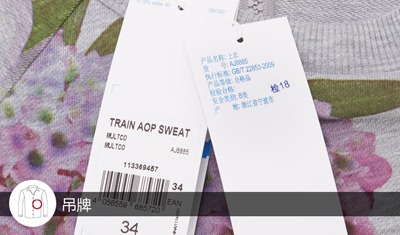 TRAIN AOP SWEAT
MULTCO
MULTCO
AJ8885
113369457
34
EAN
34
产品名称: 上衣
货 号: AJ8885
执行标准: GB/T 22853-2009
产品等级: 合格品
检验合格:
检18
安全类别: B类
产 地: 浙江省宁波市
吊牌